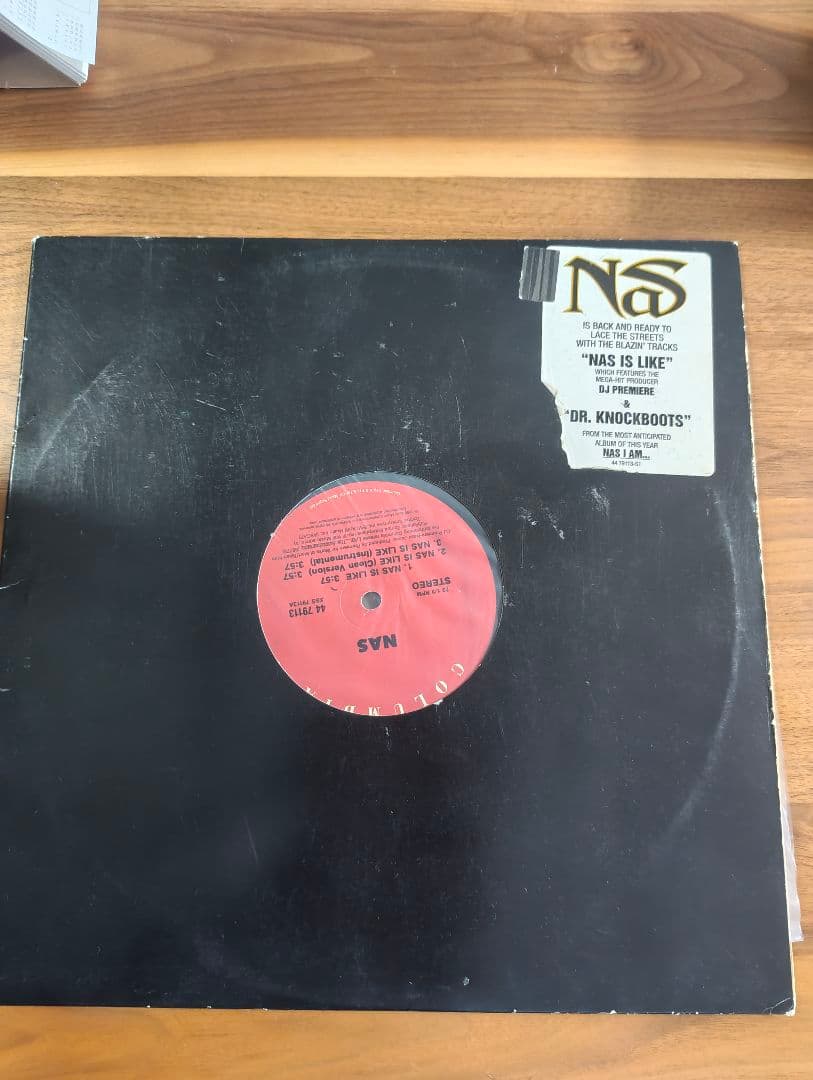 Nas
IS BACK AND READY TO
LACE THE STREETS
WITH THE BLAZIN' TRACKS
"NAS IS LIKE"
WHICH FEATURES THE
MEGA-HIT PRODUCER
DJ PREMIERE
&
"DR. KNOCKBOOTS"
FROM THE MOST ANTICIPATED
ALBUM OF THIS YEAR
NAS I AM...
44 79113-S1
COLUMBIA
NAS
44 79113
STEREO
1. NAS IS LIKE 3:57
2. NAS IS LIKE (Clean Version) 3:57
3. NAS IS LIKE (Instrumental) 3:57